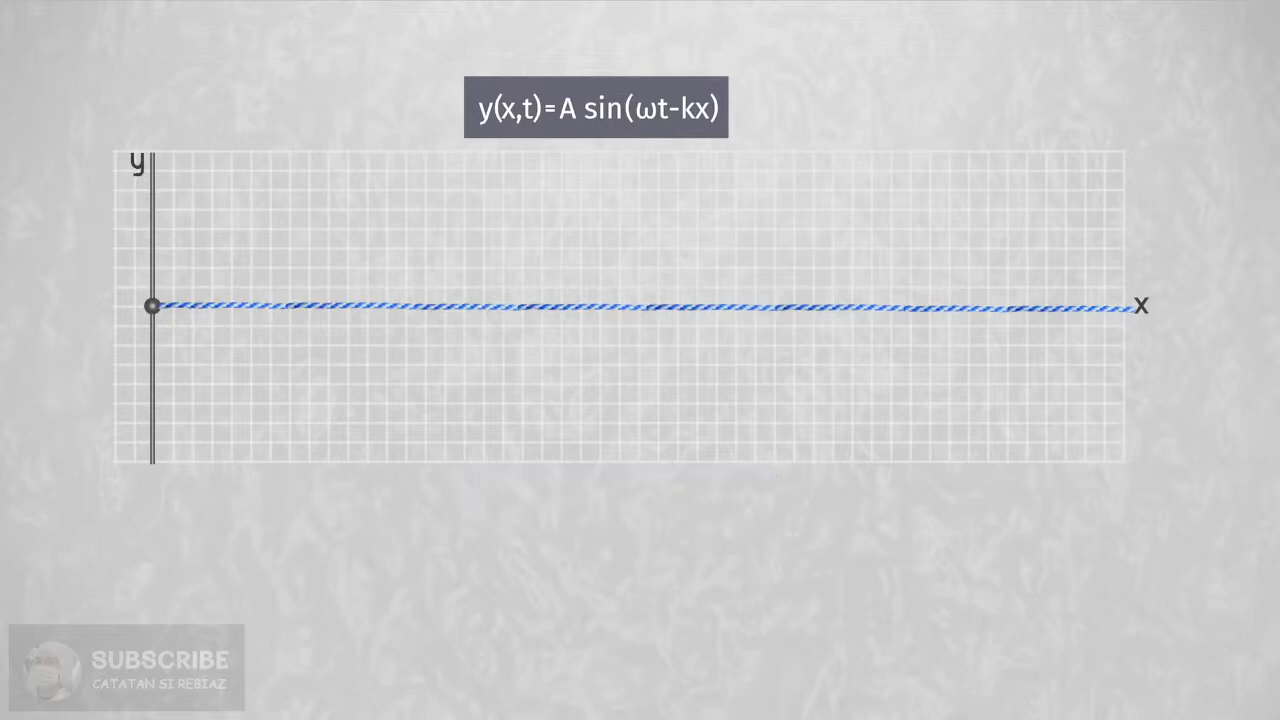 y(x,t)=A sin(ωt-kx)
y
x
SUBSCRIBE
CATATAN SI REBIAZ